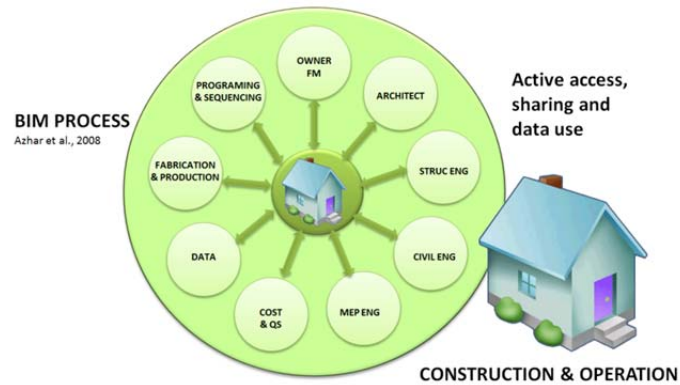 BIM PROCESS
Azhar et al., 2008
OWNER
FM
ARCHITECT
STRUC ENG
CIVIL ENG
MEP ENG
COST
& QS
DATA
FABRICATION
& PRODUCTION
PROGRAMING
& SEQUENCING
Active access,
sharing and
data use
CONSTRUCTION & OPERATION